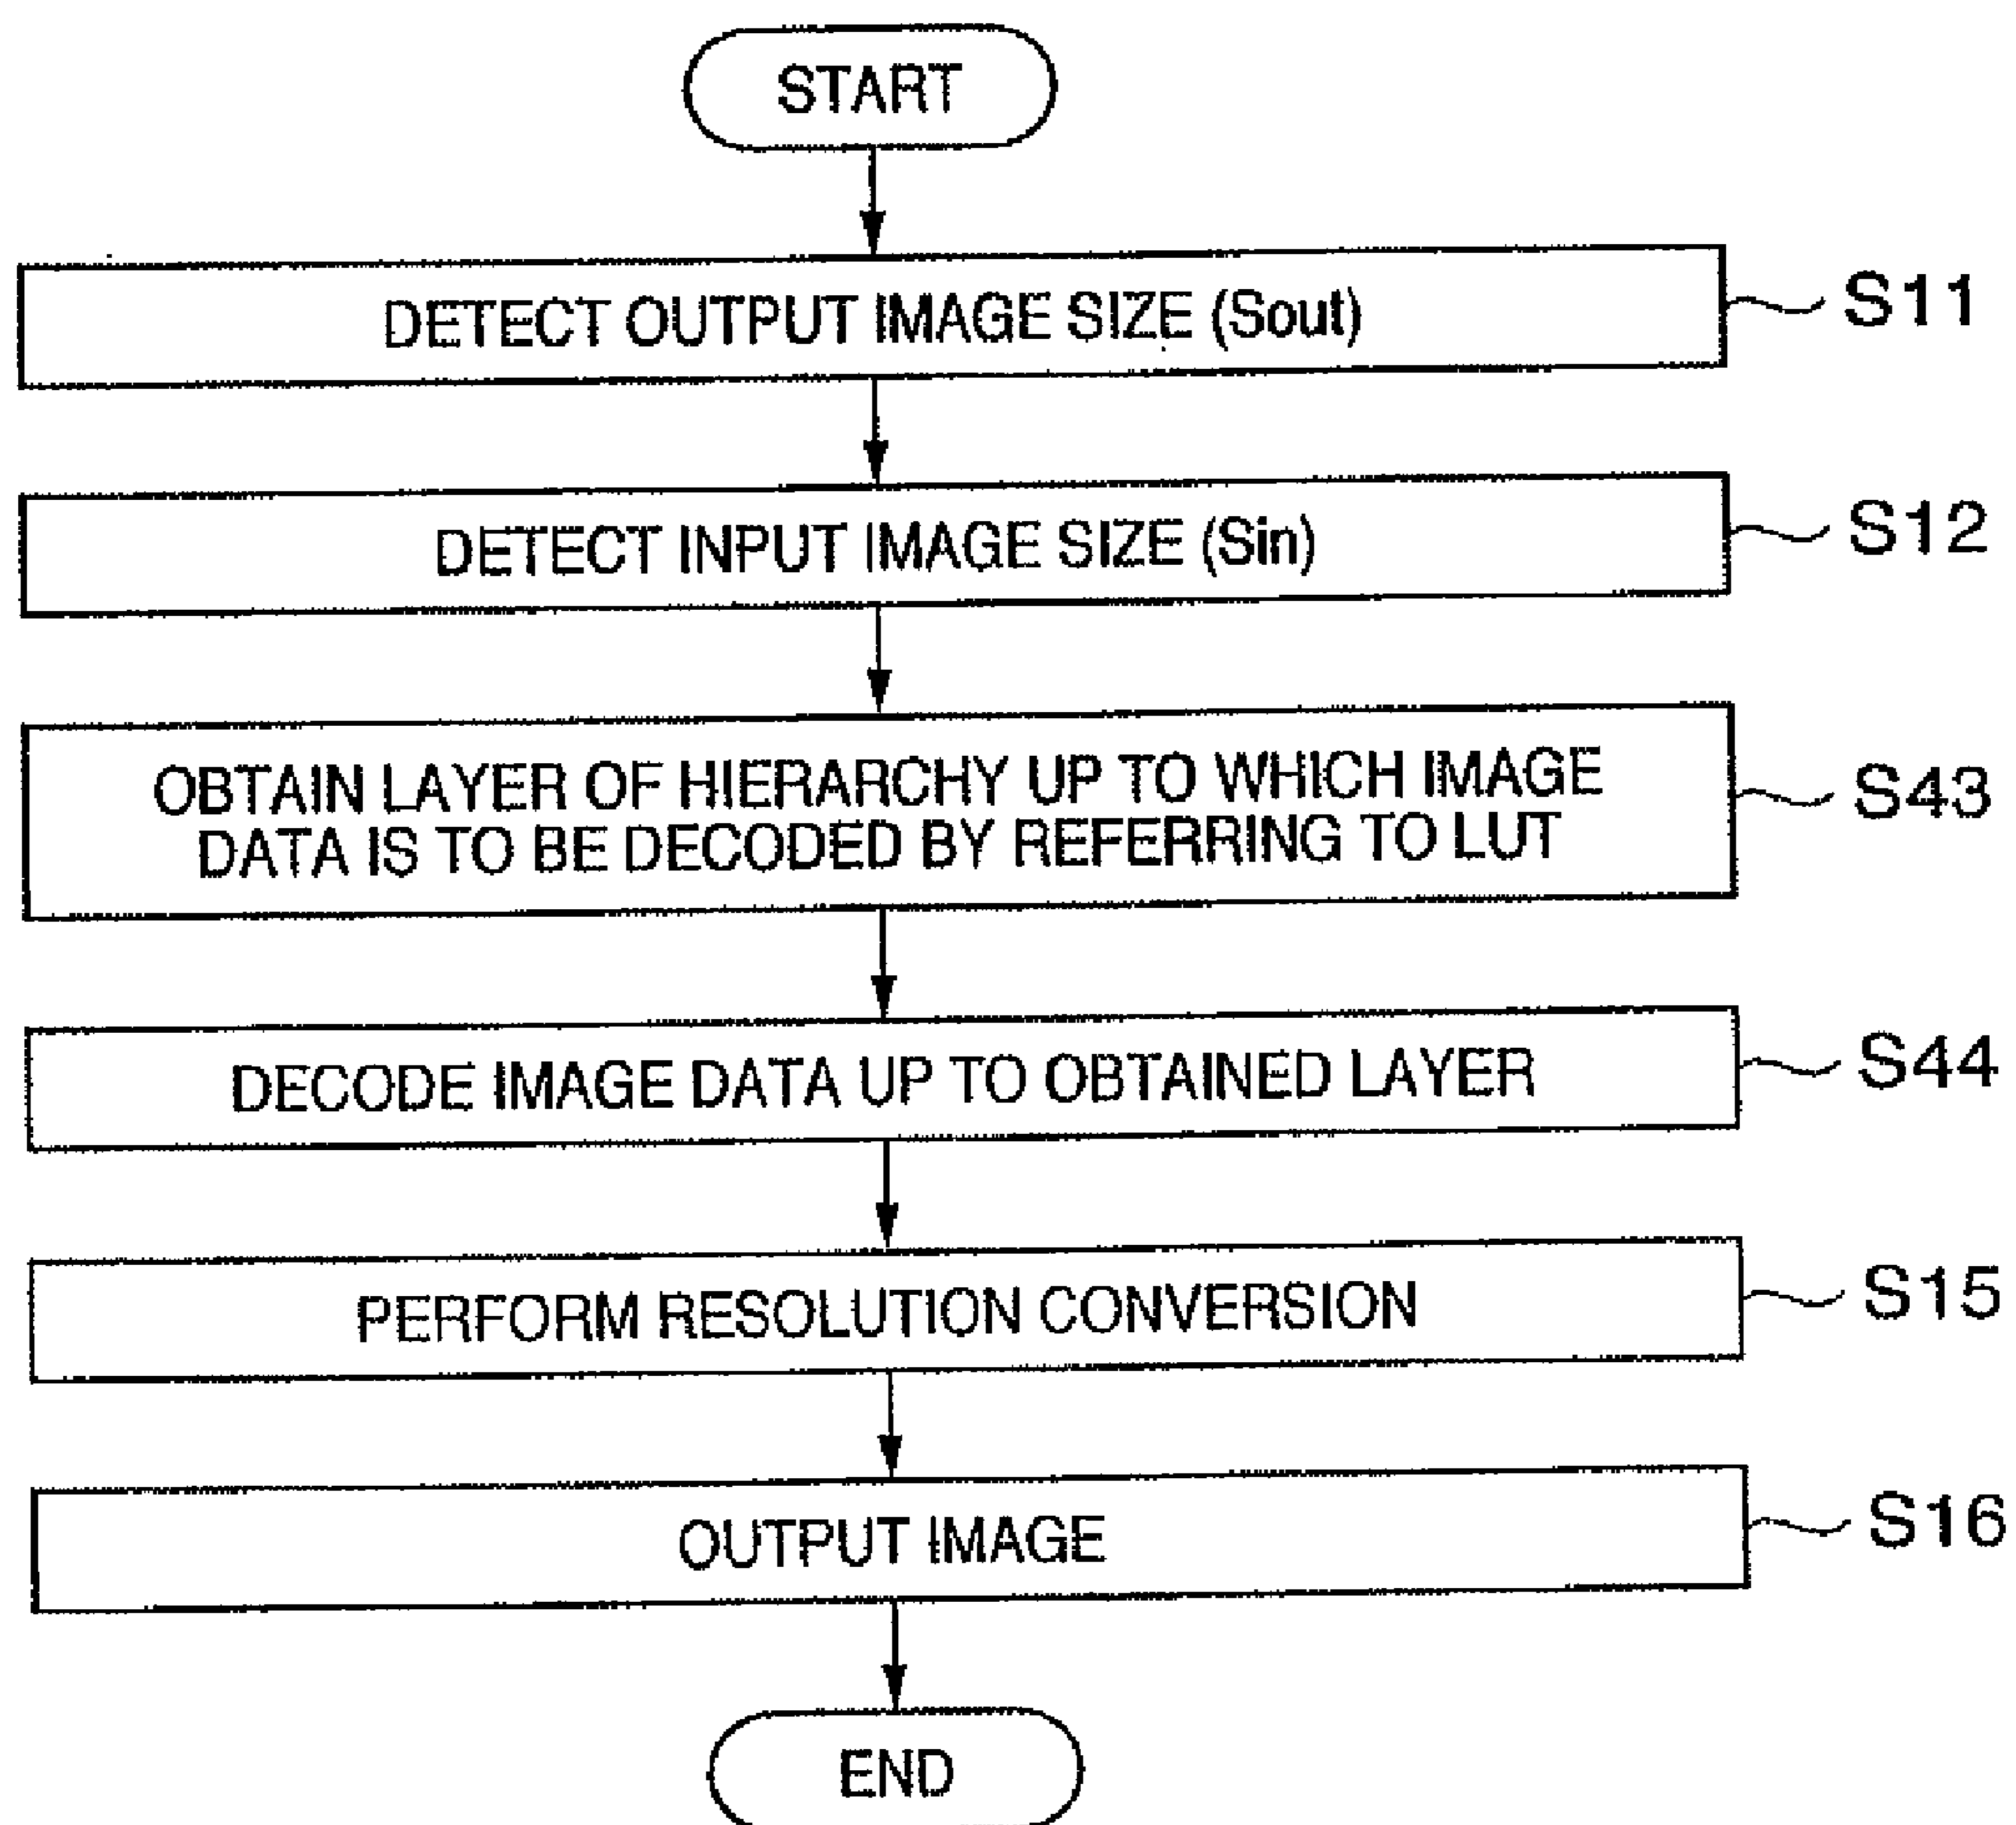 START
DETECT OUTPUT IMAGE SIZE (Sout)
S11
DETECT INPUT IMAGE SIZE (Sin)
S12
OBTAIN LAYER OF HIERARCHY UP TO WHICH IMAGE
DATA IS TO BE DECODED BY REFERRING TO LUT
S43
DECODE IMAGE DATA UP TO OBTAINED LAYER
S44
PERFORM RESOLUTION CONVERSION
S15
OUTPUT IMAGE
S16
END